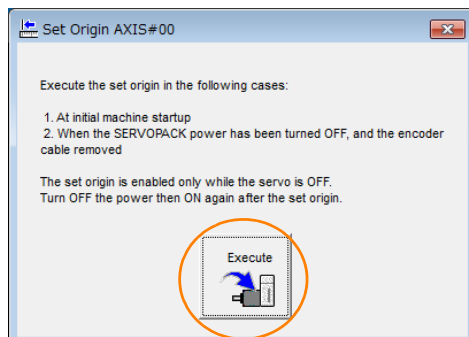 Set Origin AXIS#00
Execute the set origin in the following cases:
1. At initial machine startup
2. When the SERVOPACK power has been turned OFF, and the encoder
cable removed
The set origin is enabled only while the servo is OFF.
Turn OFF the power then ON again after the set origin.
Execute